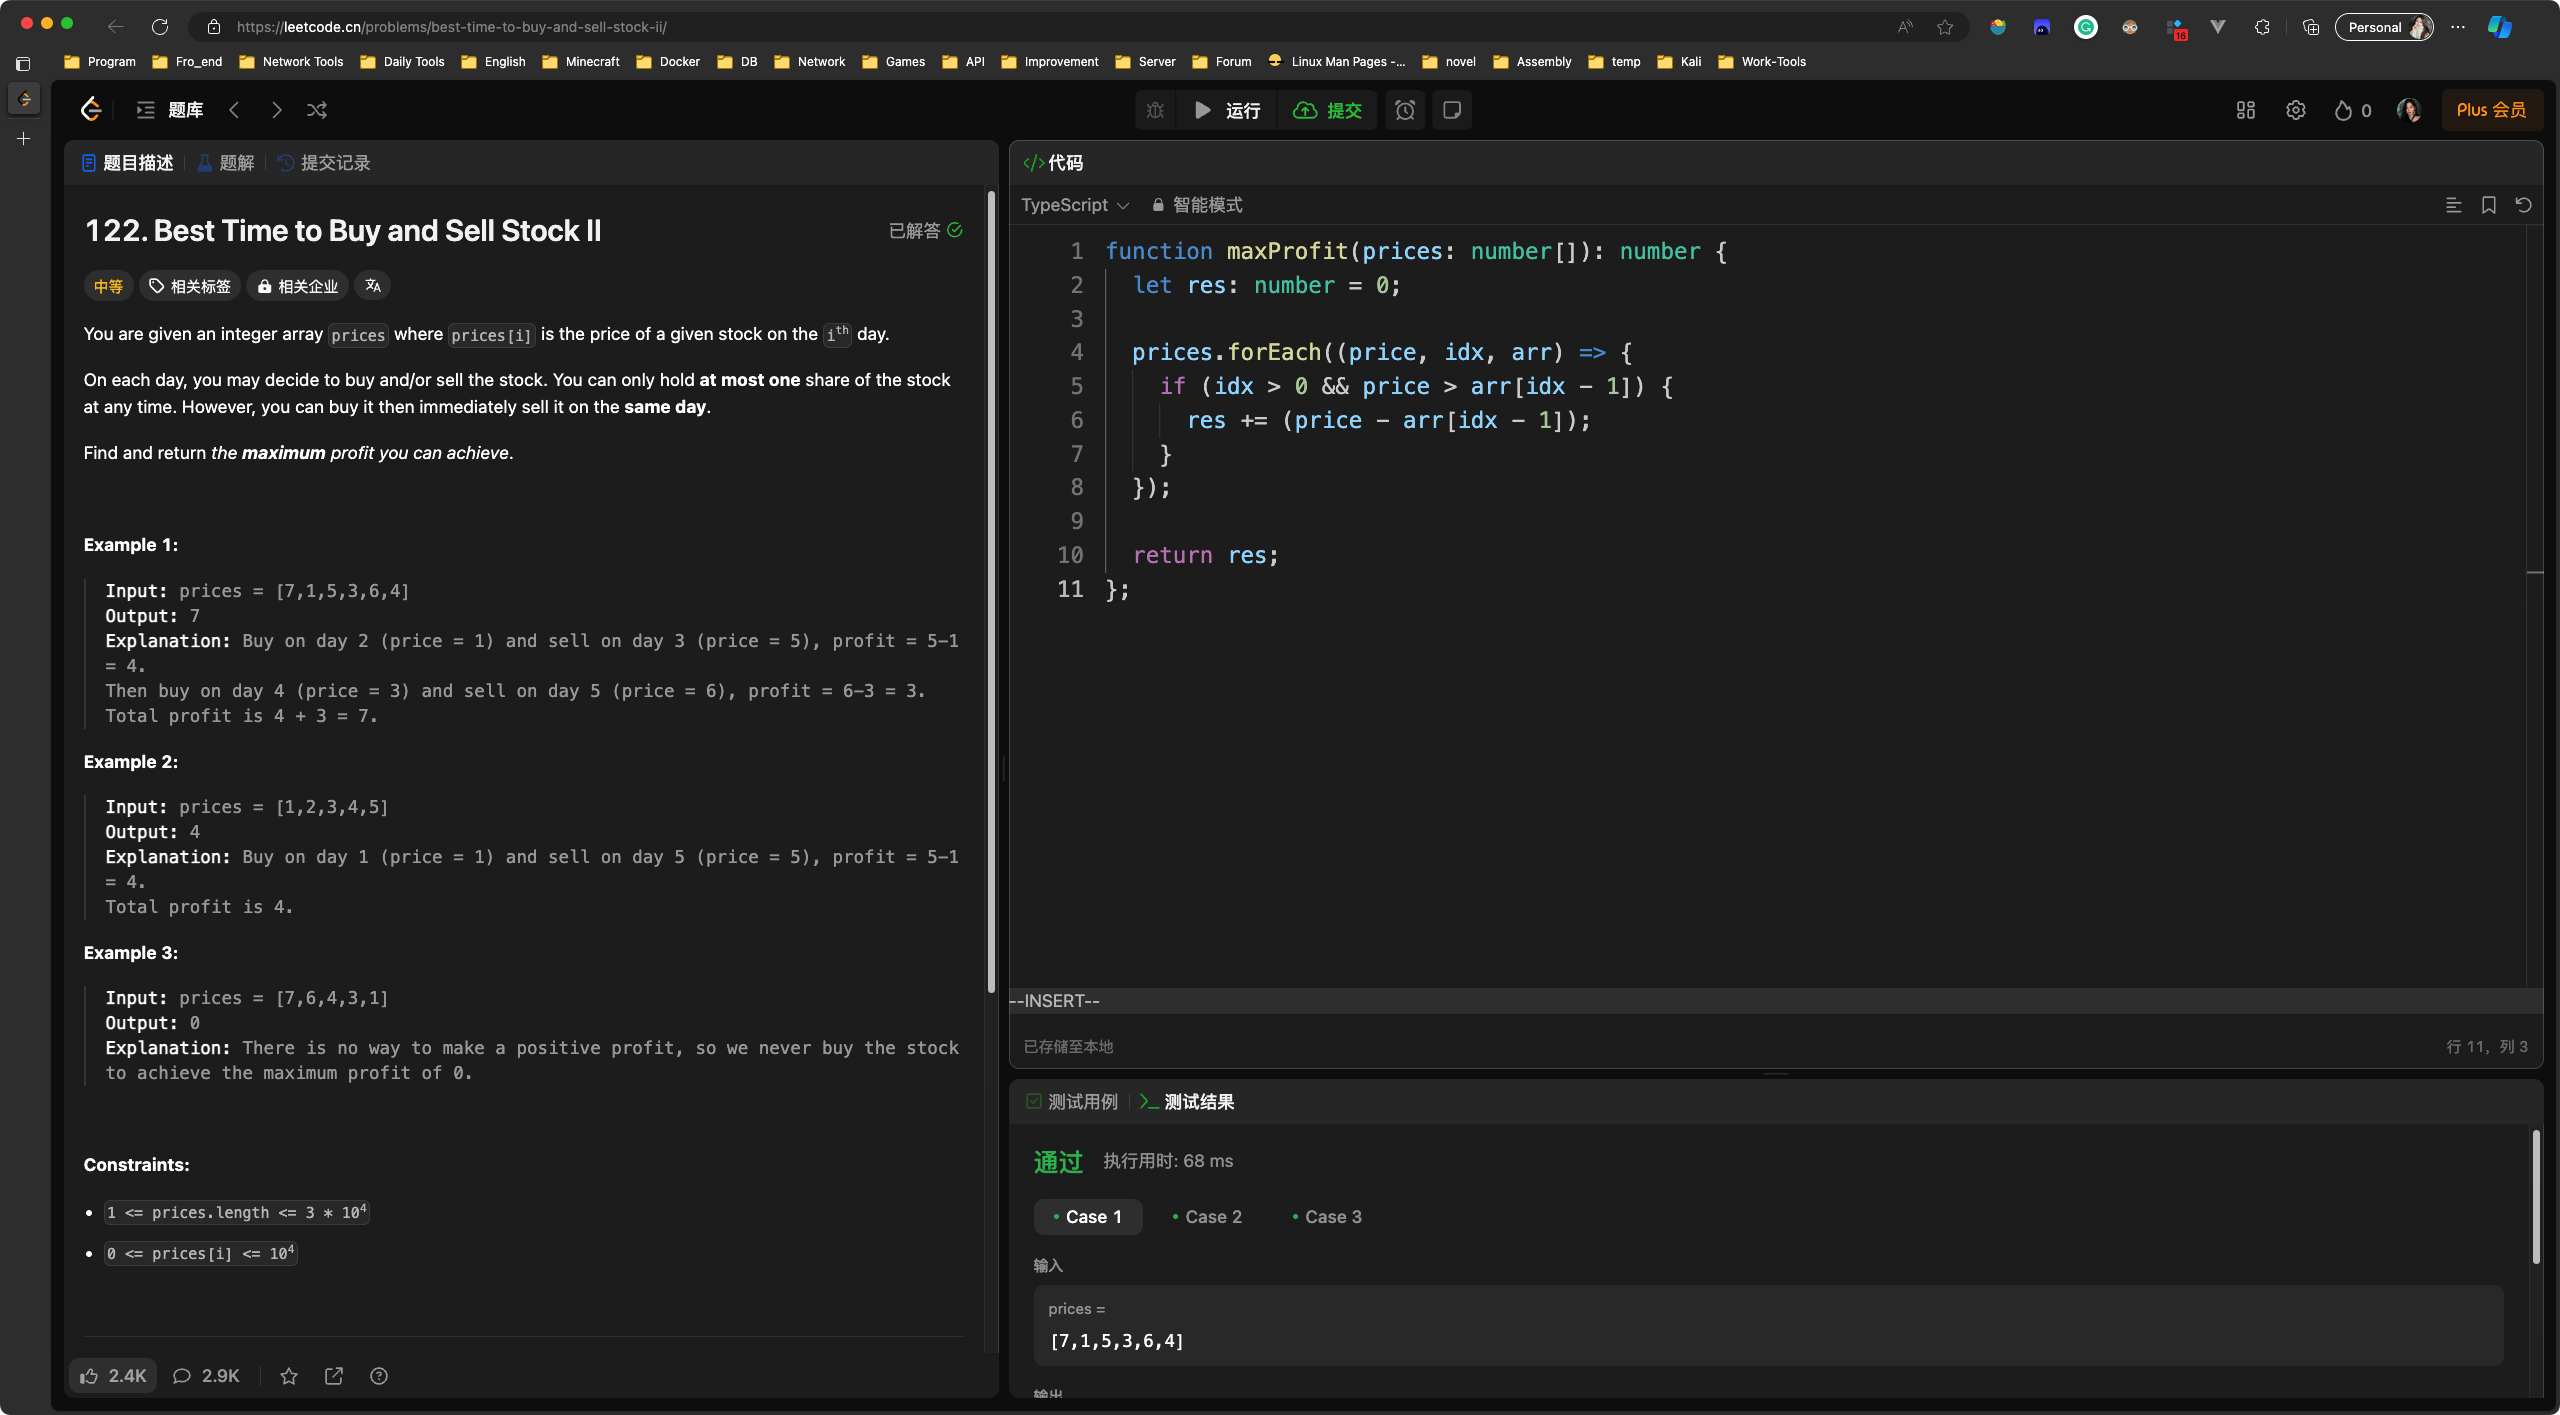 https://leetcode.cn/problems/best-time-to-buy-and-sell-stock-ii/
16
Personal
Program
Fro_end
Network Tools
Daily Tools
English
Minecraft
Docker
DB
Network
Games
API
Improvement
Server
Forum
Linux Man Pages -...
novel
Assembly
temp
Kali
Work-Tools
题库
运行
提交
0
Plus 会员
题目描述
题解
提交记录
122. Best Time to Buy and Sell Stock II
已解答
中等
相关标签
相关企业
You are given an integer array prices where prices[i] is the price of a given stock on the ith day.
On each day, you may decide to buy and/or sell the stock. You can only hold at most one share of the stock
at any time. However, you can buy it then immediately sell it on the same day.
Find and return the maximum profit you can achieve.
Example 1:
Input: prices = [7,1,5,3,6,4]
Output: 7
Explanation: Buy on day 2 (price = 1) and sell on day 3 (price = 5), profit = 5-1
= 4.
Then buy on day 4 (price = 3) and sell on day 5 (price = 6), profit = 6-3 = 3.
Total profit is 4 + 3 = 7.
Example 2:
Input: prices = [1,2,3,4,5]
Output: 4
Explanation: Buy on day 1 (price = 1) and sell on day 5 (price = 5), profit = 5-1
= 4.
Total profit is 4.
Example 3:
Input: prices = [7,6,4,3,1]
Output: 0
Explanation: There is no way to make a positive profit, so we never buy the stock
to achieve the maximum profit of 0.
Constraints:
• 1 <= prices.length <= 3 * 10^4
• 0 <= prices[i] <= 10^4
2.4K
2.9K
</> 代码
TypeScript
智能模式
1 function maxProfit(prices: number[]): number {
2   let res: number = 0;
3
4   prices.forEach((price, idx, arr) => {
5     if (idx > 0 && price > arr[idx - 1]) {
6       res += (price - arr[idx - 1]);
7     }
8   });
9
10   return res;
11 };
--INSERT--
已存储至本地
行 11, 列 3
测试用例
测试结果
通过
执行用时: 68 ms
Case 1
Case 2
Case 3
输入
prices =
[7,1,5,3,6,4]
输出